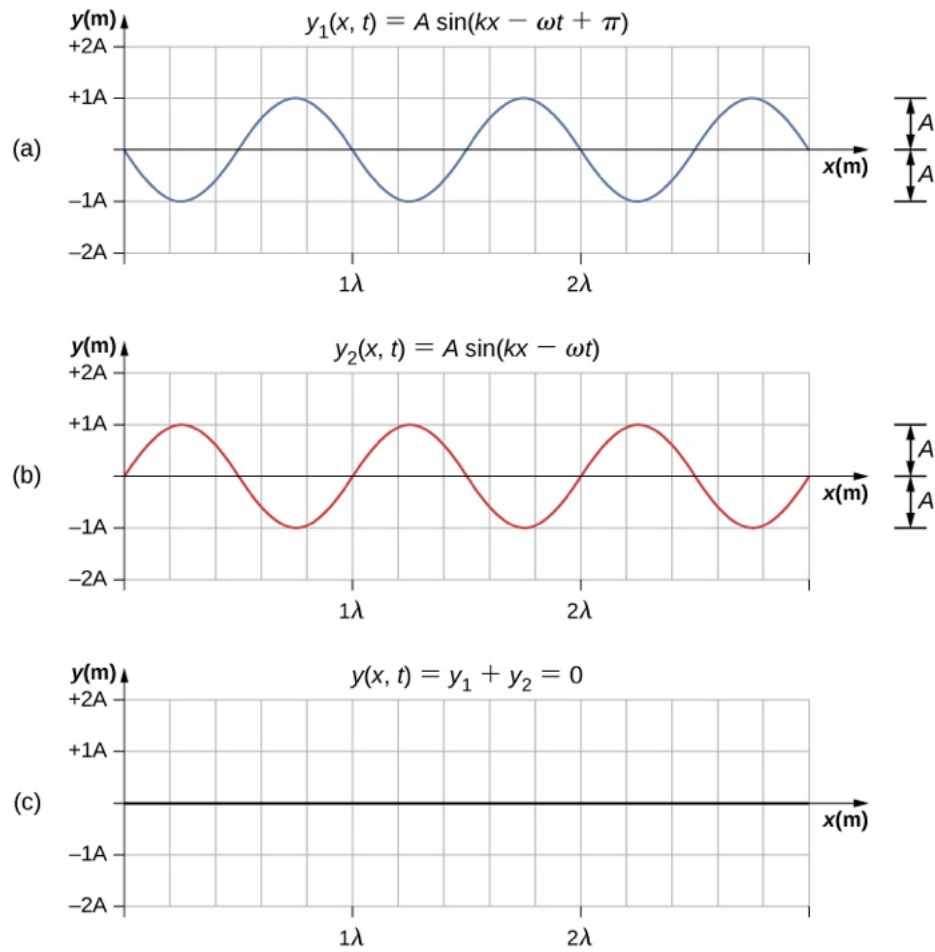 y(m)
y₁(x, t) = A sin(kx − ωt + π)
+2A
+1A
(a)
−1A
−2A
x(m)
A
A
1λ
2λ
y(m)
y₂(x, t) = A sin(kx − ωt)
+2A
+1A
(b)
−1A
−2A
x(m)
A
A
1λ
2λ
y(m)
y(x, t) = y₁ + y₂ = 0
+2A
+1A
(c)
−1A
−2A
x(m)
1λ
2λ